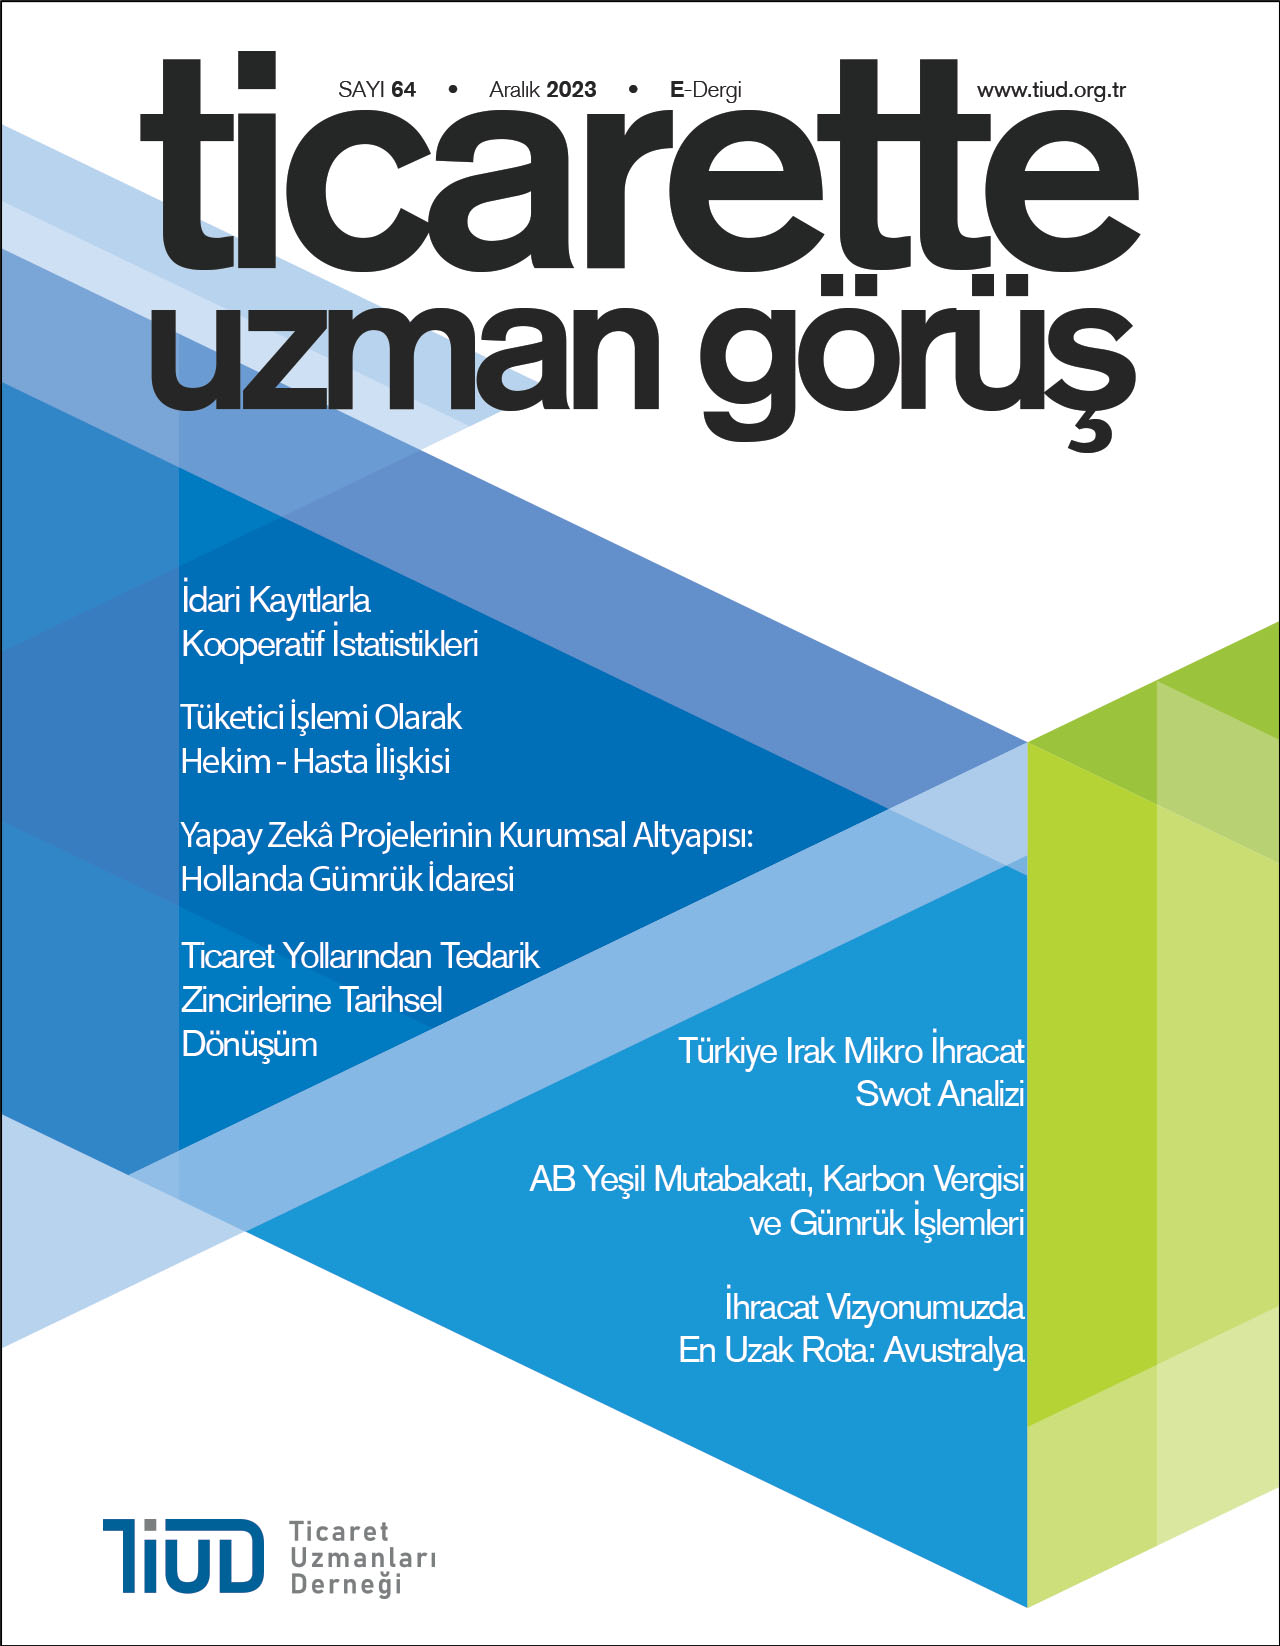 SAYI 64 • Aralık 2023 • E-Dergi www.tiud.org.tr
ticarette
uzman görüş
İdari Kayıtlarla
Kooperatif İstatistikleri
Tüketici İşlemi Olarak
Hekim - Hasta İlişkisi
Yapay Zekâ Projelerinin Kurumsal Altyapısı:
Hollanda Gümrük İdaresi
Ticaret Yollarından Tedarik
Zincirlerine Tarihsel
Dönüşüm
Türkiye Irak Mikro İhracat
Swot Analizi
AB Yeşil Mutabakatı, Karbon Vergisi
ve Gümrük İşlemleri
İhracat Vizyonumuzda
En Uzak Rota: Avustralya
TiUD
Ticaret
Uzmanları
Derneği